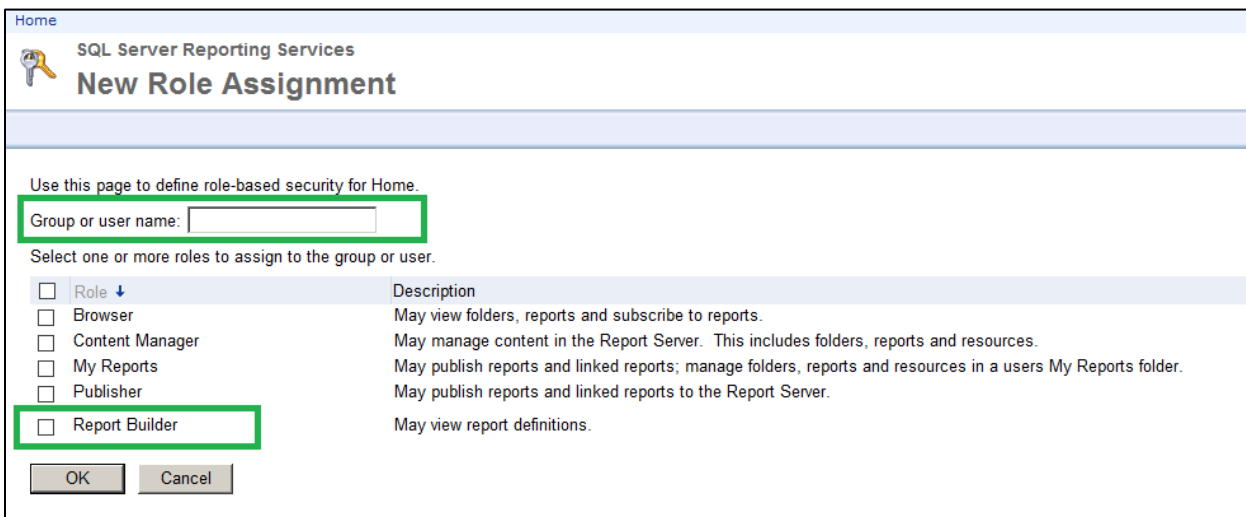 Home
SQL Server Reporting Services
New Role Assignment
Use this page to define role-based security for Home.
Group or user name:
Select one or more roles to assign to the group or user.
Role Description
Browser May view folders, reports and subscribe to reports.
Content Manager May manage content in the Report Server. This includes folders, reports and resources.
My Reports May publish reports and linked reports; manage folders, reports and resources in a users My Reports folder.
Publisher May publish reports and linked reports to the Report Server.
Report Builder May view report definitions.
OK Cancel